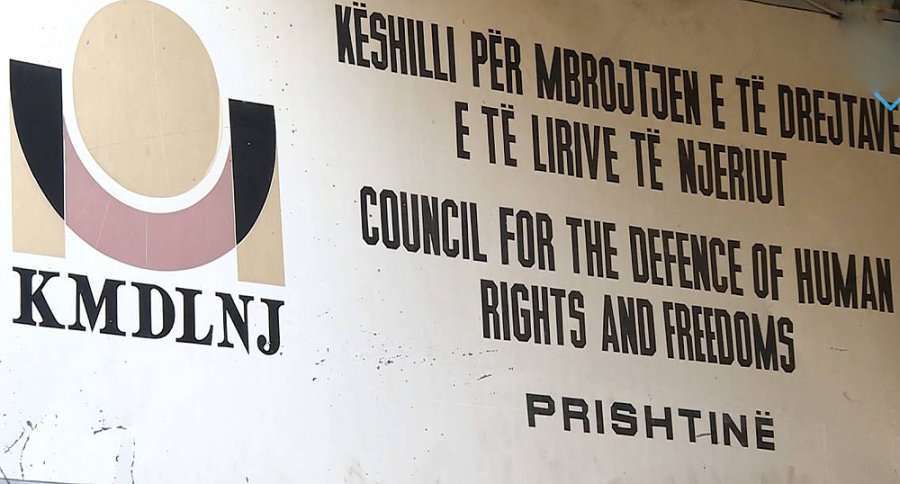 KËSHILLI PËR MBROJTJEN E TË DREJTAVE
E TË LIRIVE TË NJERIUT
COUNCIL FOR THE DEFENCE OF HUMAN
RIGHTS AND FREEDOMS
PRISHTINË
KMDLNJ